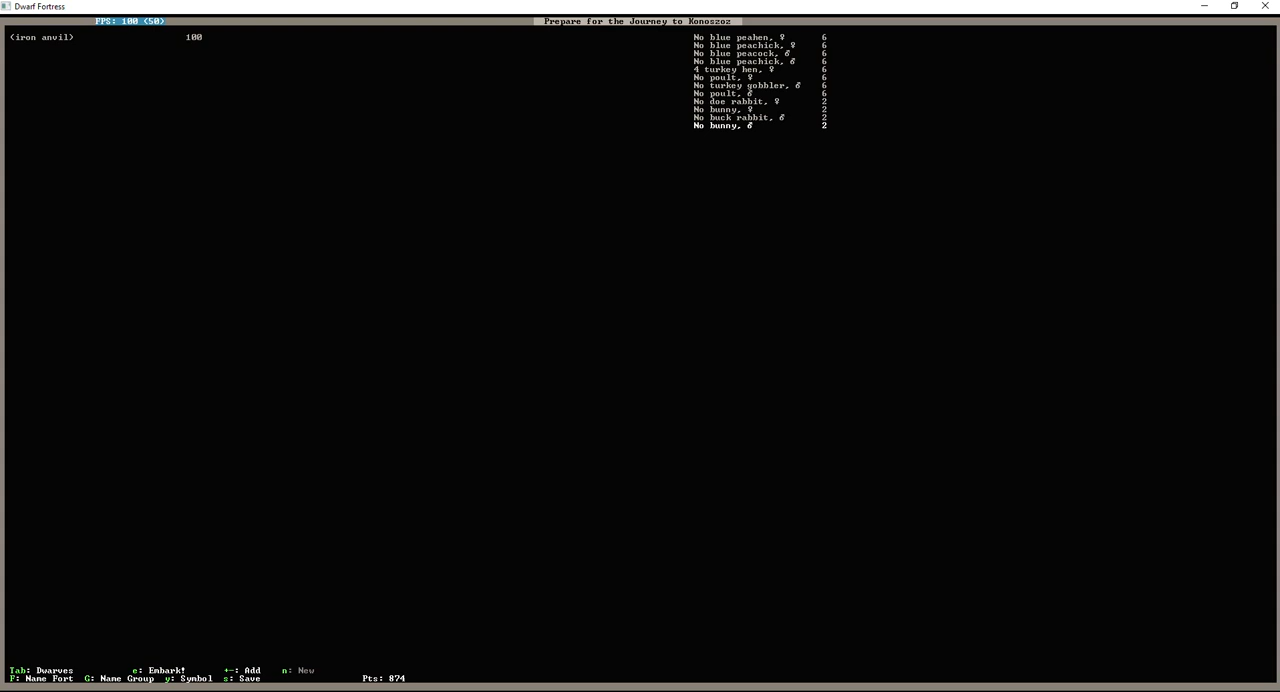 Dwarf Fortress
FPS: 100 (50)
Prepare for the Journey to Konoszoz
<iron anvil> 100
No blue peahen, ♀ 6
No blue peachick, ♀ 6
No blue peacock, ♂ 6
No blue peachick, ♂ 6
4 turkey hen, ♀ 6
No poult, ♀ 6
No turkey gobbler, ♂ 6
No poult, ♂ 6
No doe rabbit, ♀ 2
No bunny, ♀ 2
No buck rabbit, ♂ 2
No bunny, ♂ 2
Tab: Dwarves e: Embark! +-: Add n: New
F: Name Fort G: Name Group y: Symbol s: Save Pts: 874